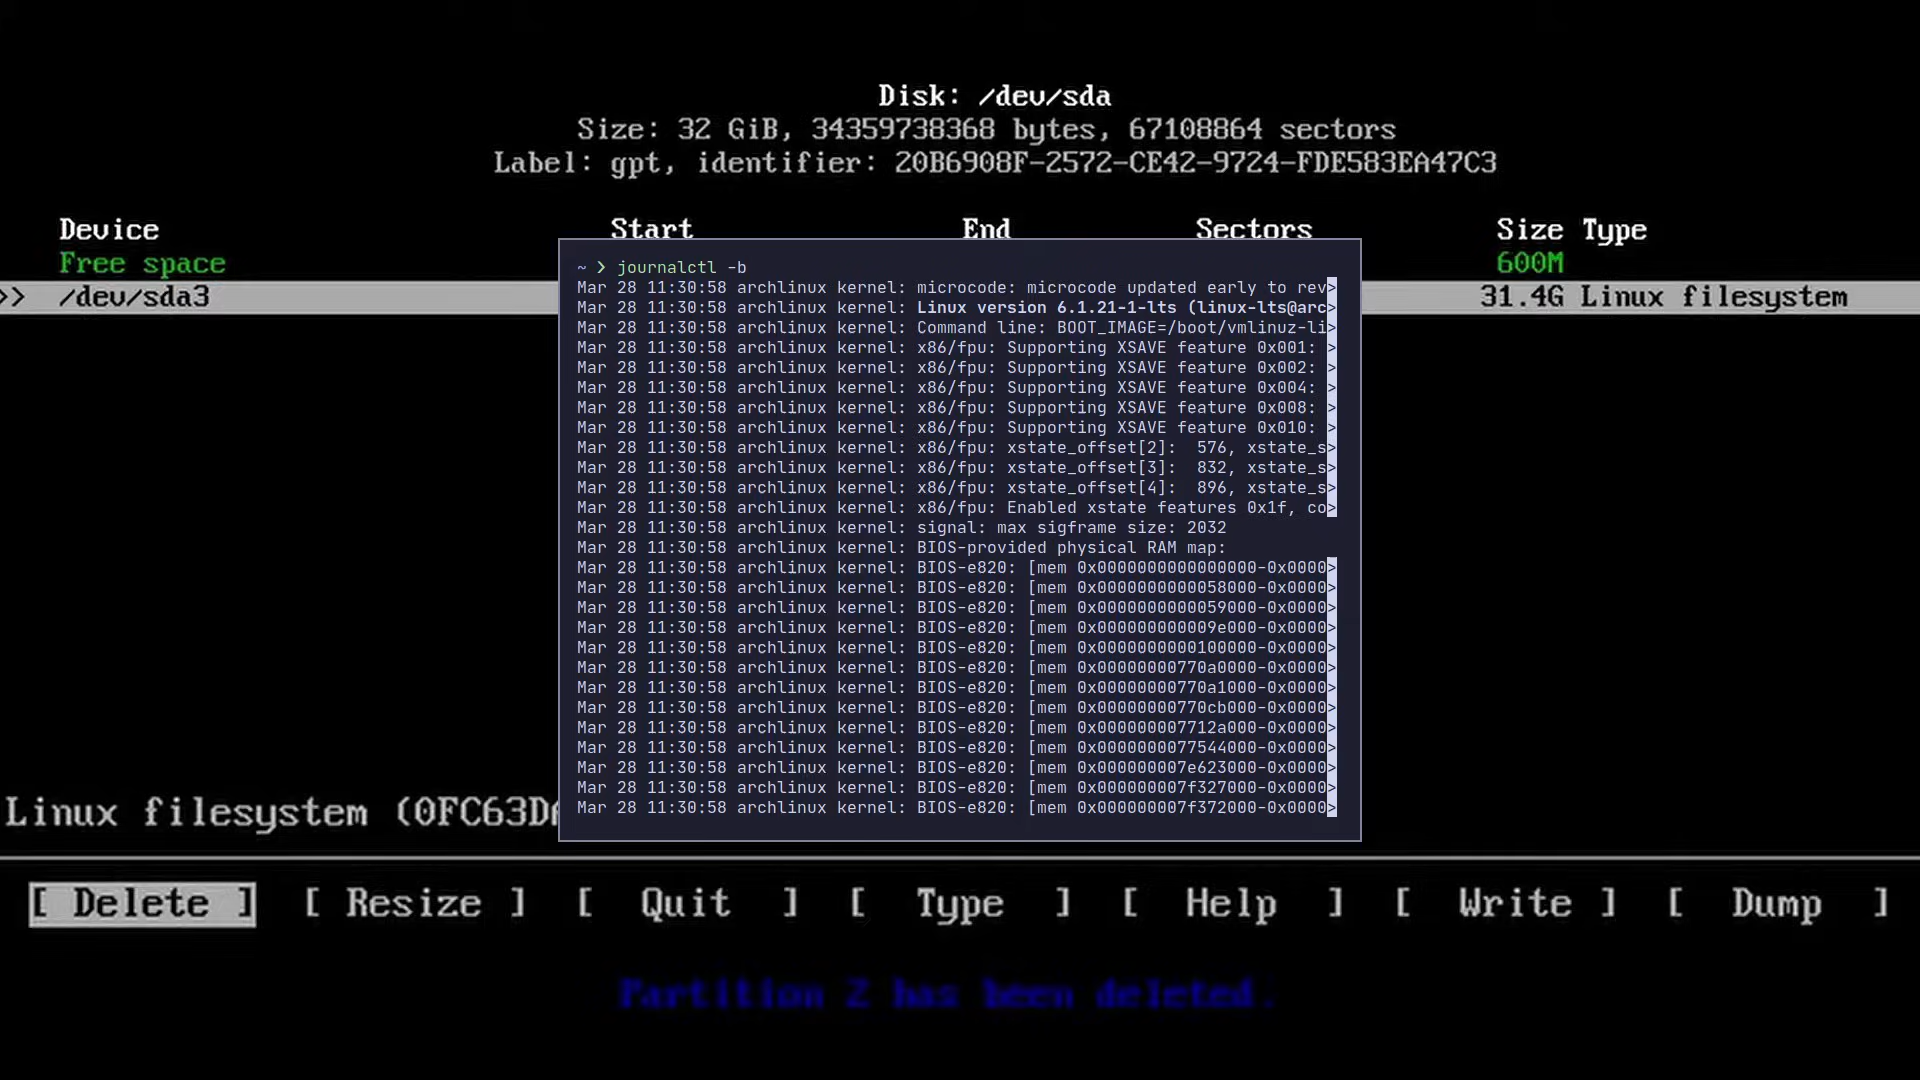 Disk: /dev/sda
Size: 32 GiB, 34359738368 bytes, 67108864 sectors
Label: gpt, identifier: 20B6908F-2572-CE42-9724-FDE583EA47C3
Device Start End Sectors Size Type
Free space 600M
>> /dev/sda3 31.4G Linux filesystem
~ ❯ journalctl -b
Mar 28 11:30:58 archlinux kernel: microcode: microcode updated early to rev>
Mar 28 11:30:58 archlinux kernel: Linux version 6.1.21-1-lts (linux-lts@arc>
Mar 28 11:30:58 archlinux kernel: Command line: BOOT_IMAGE=/boot/vmlinuz-li>
Mar 28 11:30:58 archlinux kernel: x86/fpu: Supporting XSAVE feature 0x001: >
Mar 28 11:30:58 archlinux kernel: x86/fpu: Supporting XSAVE feature 0x002: >
Mar 28 11:30:58 archlinux kernel: x86/fpu: Supporting XSAVE feature 0x004: >
Mar 28 11:30:58 archlinux kernel: x86/fpu: Supporting XSAVE feature 0x008: >
Mar 28 11:30:58 archlinux kernel: x86/fpu: Supporting XSAVE feature 0x010: >
Mar 28 11:30:58 archlinux kernel: x86/fpu: xstate_offset[2]:  576, xstate_s>
Mar 28 11:30:58 archlinux kernel: x86/fpu: xstate_offset[3]:  832, xstate_s>
Mar 28 11:30:58 archlinux kernel: x86/fpu: xstate_offset[4]:  896, xstate_s>
Mar 28 11:30:58 archlinux kernel: x86/fpu: Enabled xstate features 0x1f, co>
Mar 28 11:30:58 archlinux kernel: signal: max sigframe size: 2032
Mar 28 11:30:58 archlinux kernel: BIOS-provided physical RAM map:
Mar 28 11:30:58 archlinux kernel: BIOS-e820: [mem 0x0000000000000000-0x0000>
Mar 28 11:30:58 archlinux kernel: BIOS-e820: [mem 0x0000000000058000-0x0000>
Mar 28 11:30:58 archlinux kernel: BIOS-e820: [mem 0x0000000000059000-0x0000>
Mar 28 11:30:58 archlinux kernel: BIOS-e820: [mem 0x000000000009e000-0x0000>
Mar 28 11:30:58 archlinux kernel: BIOS-e820: [mem 0x0000000000100000-0x0000>
Mar 28 11:30:58 archlinux kernel: BIOS-e820: [mem 0x00000000770a0000-0x0000>
Mar 28 11:30:58 archlinux kernel: BIOS-e820: [mem 0x00000000770a1000-0x0000>
Mar 28 11:30:58 archlinux kernel: BIOS-e820: [mem 0x00000000770cb000-0x0000>
Mar 28 11:30:58 archlinux kernel: BIOS-e820: [mem 0x000000007712a000-0x0000>
Mar 28 11:30:58 archlinux kernel: BIOS-e820: [mem 0x0000000077544000-0x0000>
Mar 28 11:30:58 archlinux kernel: BIOS-e820: [mem 0x000000007e623000-0x0000>
Mar 28 11:30:58 archlinux kernel: BIOS-e820: [mem 0x000000007f327000-0x0000>
Mar 28 11:30:58 archlinux kernel: BIOS-e820: [mem 0x000000007f372000-0x0000>
Linux filesystem (0FC63DA
[ Delete ] [ Resize ] [ Quit ] [ Type ] [ Help ] [ Write ] [ Dump ]
Partition 2 has been deleted.